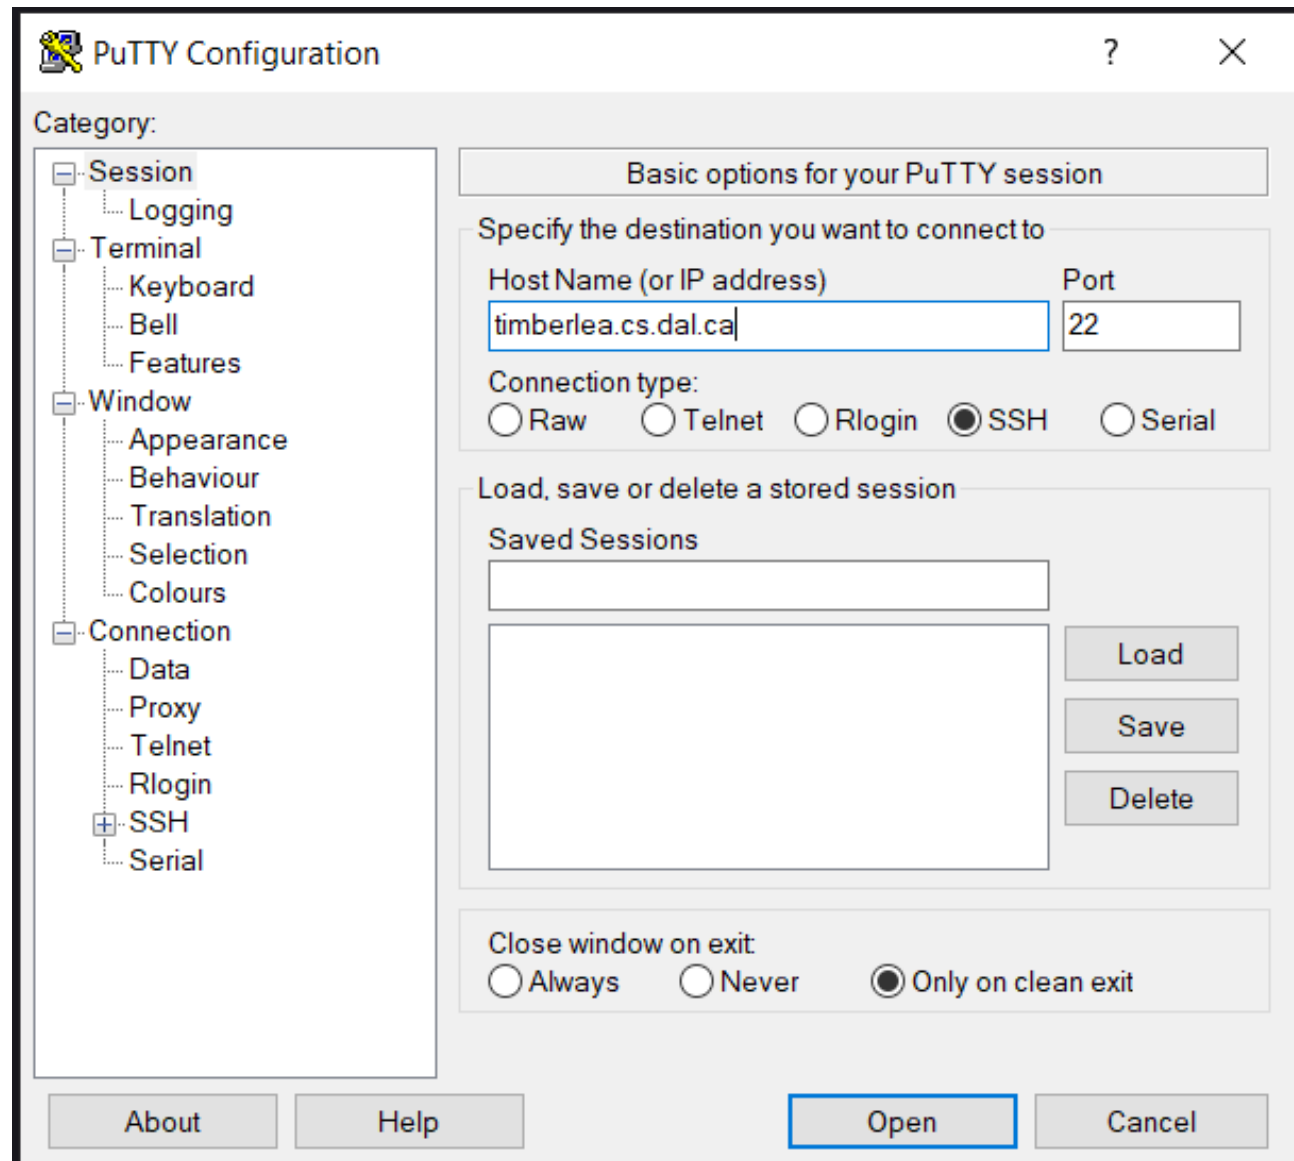 PuTTY Configuration
?
Category:
Session
Logging
Terminal
Keyboard
Bell
Features
Window
Appearance
Behaviour
Translation
Selection
Colours
Connection
Data
Proxy
Telnet
Rlogin
SSH
Serial
Basic options for your PuTTY session
Specify the destination you want to connect to
Host Name (or IP address) Port
timberlea.cs.dal.ca 22
Connection type:
Raw Telnet Rlogin SSH Serial
Load, save or delete a stored session
Saved Sessions
Load
Save
Delete
Close window on exit:
Always Never Only on clean exit
About Help Open Cancel